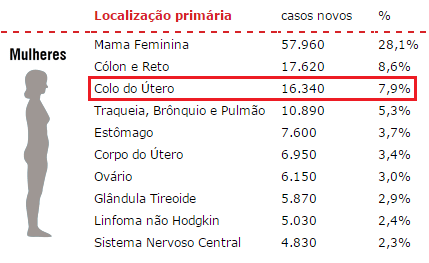 Localização primária casos novos %
Mulheres
Mama Feminina 57.960 28,1%
Cólon e Reto 17.620 8,6%
Colo do Útero 16.340 7,9%
Traqueia, Brônquio e Pulmão 10.890 5,3%
Estômago 7.600 3,7%
Corpo do Útero 6.950 3,4%
Ovário 6.150 3,0%
Glândula Tireoide 5.870 2,9%
Linfoma não Hodgkin 5.030 2,4%
Sistema Nervoso Central 4.830 2,3%